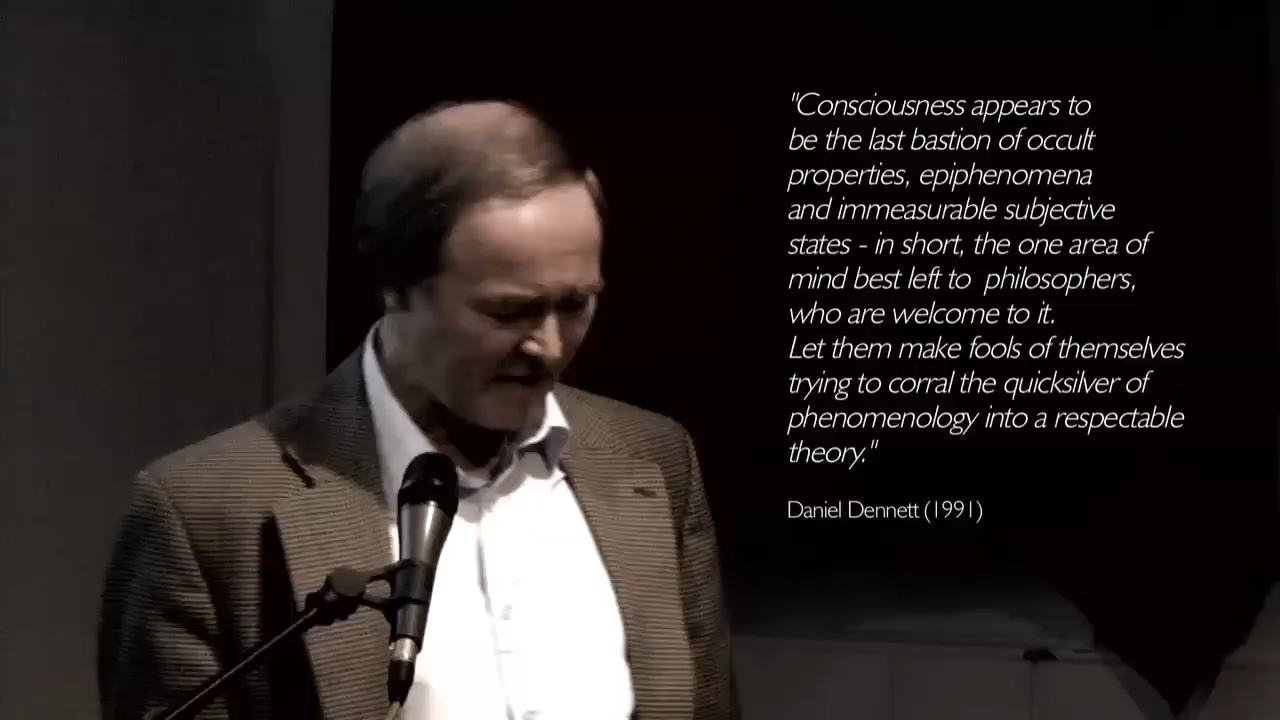 "Consciousness appears to
be the last bastion of occult
properties, epiphenomena
and immeasurable subjective
states - in short, the one area of
mind best left to  philosophers,
who are welcome to it.
Let them make fools of themselves
trying to corral the quicksilver of
phenomenology into a respectable
theory."
Daniel Dennett (1991)